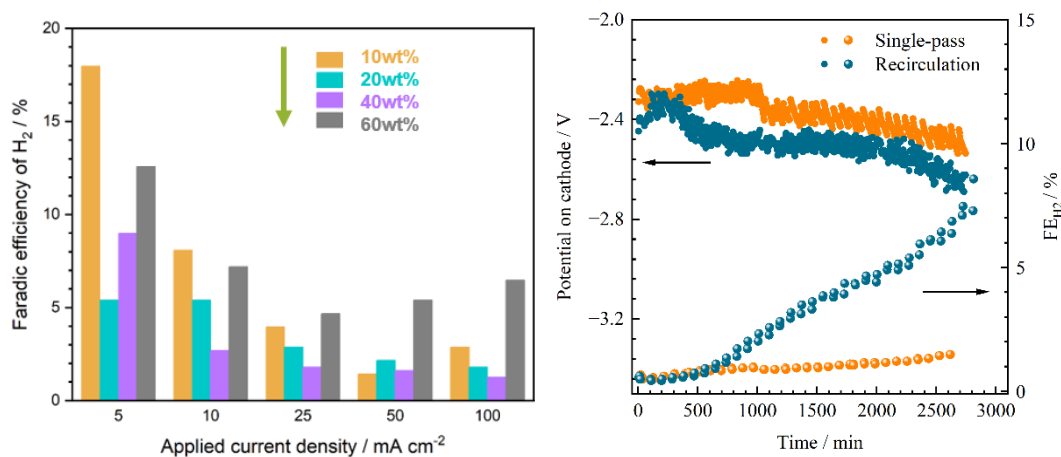 20
15
10
5
0
Faradic efficiency of H₂ / %
10wt%
20wt%
40wt%
60wt%
5 10 25 50 100
Applied current density / mA cm⁻²
−2.0
−2.4
−2.8
−3.2
Potential on cathode / V
Single-pass
Recirculation
15
10
5
0
FE_H2 / %
0 500 1000 1500 2000 2500 3000
Time / min